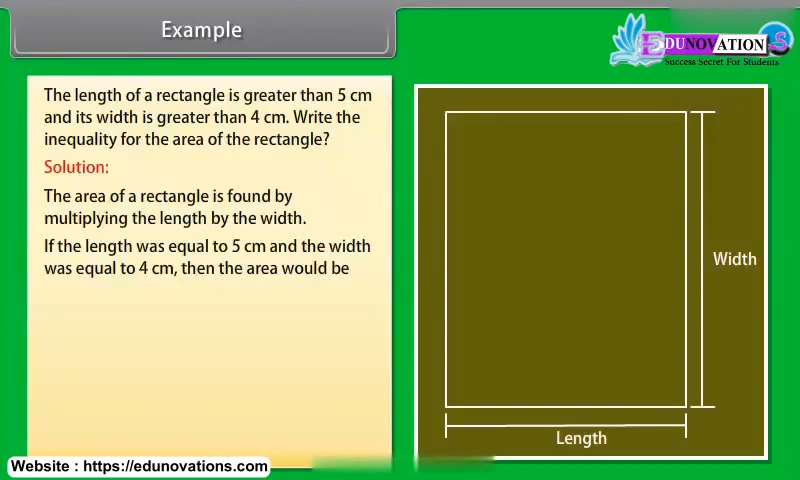 Example
EDUNOVATION S
Success Secret For Students
The length of a rectangle is greater than 5 cm
and its width is greater than 4 cm. Write the
inequality for the area of the rectangle?
Solution:
The area of a rectangle is found by
multiplying the length by the width.
If the length was equal to 5 cm and the width
was equal to 4 cm, then the area would be
Width
Length
Website : https://edunovations.com